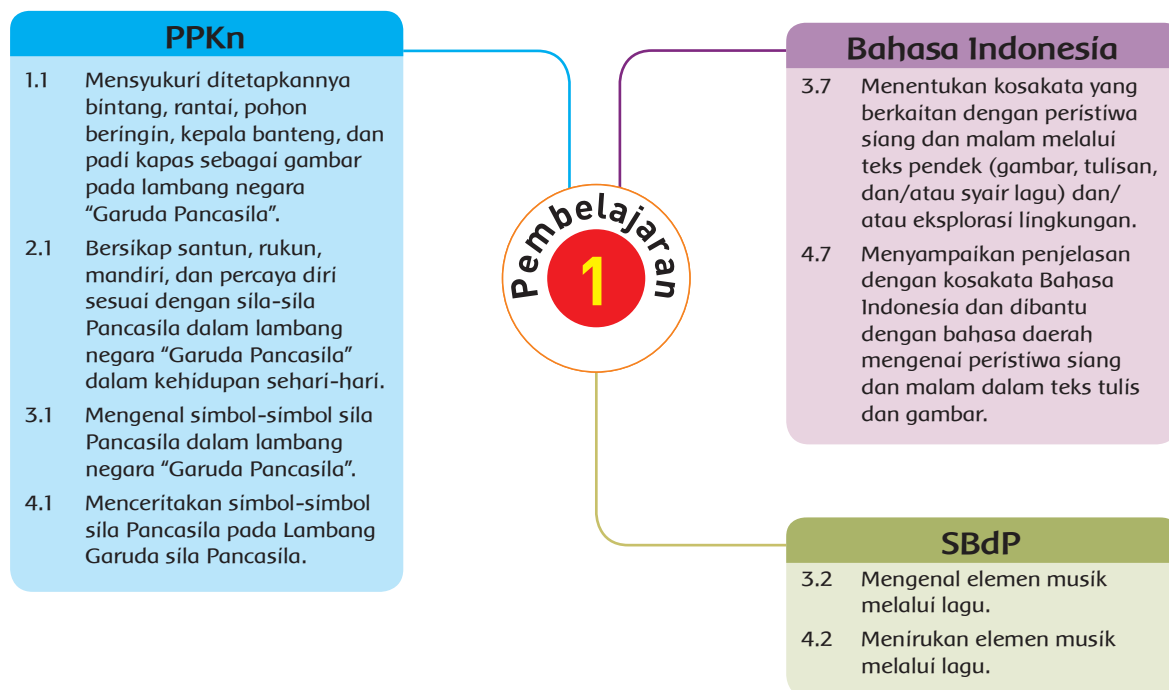 PPKn
1.1 Mensyukuri ditetapkannya
bintang, rantai, pohon
beringin, kepala banteng, dan
padi kapas sebagai gambar
pada lambang negara
“Garuda Pancasila”.
2.1 Bersikap santun, rukun,
mandiri, dan percaya diri
sesuai dengan sila-sila
Pancasila dalam lambang
negara “Garuda Pancasila”
dalam kehidupan sehari-hari.
3.1 Mengenal simbol-simbol sila
Pancasila dalam lambang
negara “Garuda Pancasila”.
4.1 Menceritakan simbol-simbol
sila Pancasila pada Lambang
Garuda sila Pancasila.
Pembelajaran
1
Bahasa Indonesia
3.7 Menentukan kosakata yang
berkaitan dengan peristiwa
siang dan malam melalui
teks pendek (gambar, tulisan,
dan/atau syair lagu) dan/
atau eksplorasi lingkungan.
4.7 Menyampaikan penjelasan
dengan kosakata Bahasa
Indonesia dan dibantu
dengan bahasa daerah
mengenai peristiwa siang
dan malam dalam teks tulis
dan gambar.
SBdP
3.2 Mengenal elemen musik
melalui lagu.
4.2 Menirukan elemen musik
melalui lagu.